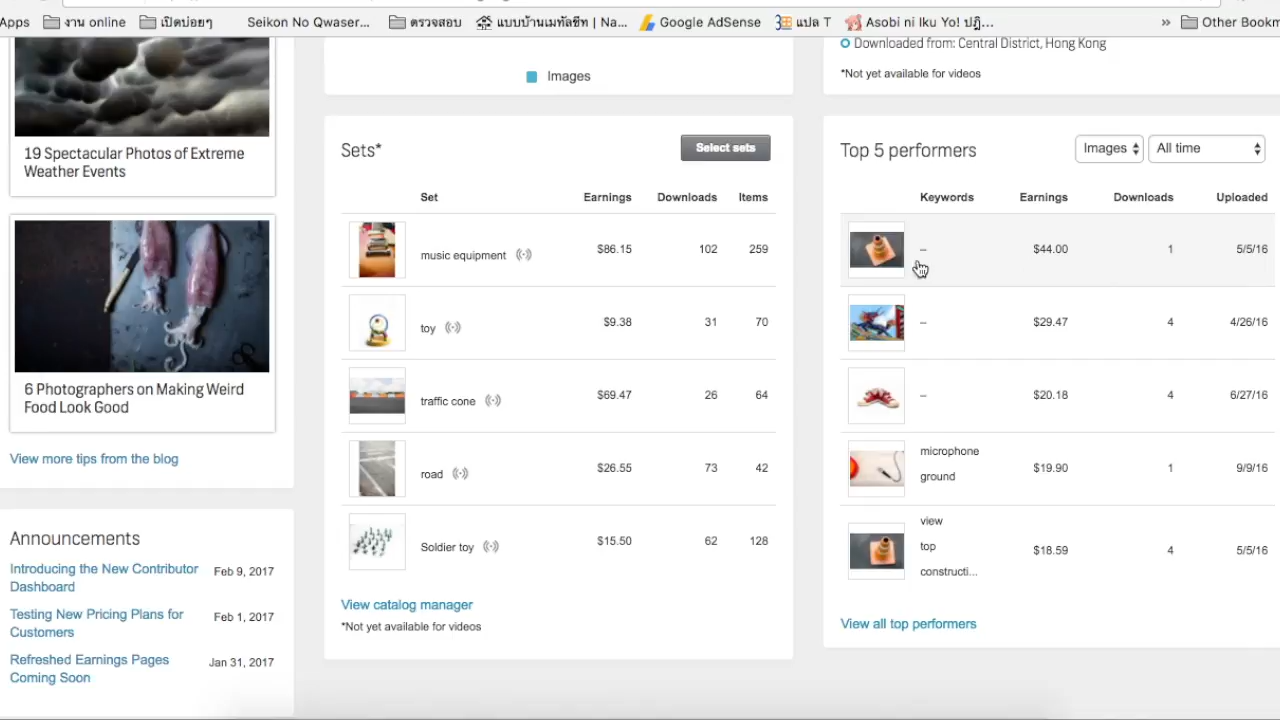 Apps
งาน online
เปิดบ่อยๆ
Seikon No Qwaser...
ตรวจสอบ
แบบบ้านเมทัลชีท | Na...
Google AdSense
แปล T
Asobi ni Iku Yo! ปฏิ...
»
Other Bookm
19 Spectacular Photos of Extreme
Weather Events
6 Photographers on Making Weird
Food Look Good
View more tips from the blog
Announcements
Introducing the New Contributor
Dashboard
Feb 9, 2017
Testing New Pricing Plans for
Customers
Feb 1, 2017
Refreshed Earnings Pages
Coming Soon
Jan 31, 2017
Images
Sets*
Select sets
Set Earnings Downloads Items
music equipment $86.15 102 259
toy $9.38 31 70
traffic cone $69.47 26 64
road $26.55 73 42
Soldier toy $15.50 62 128
View catalog manager
*Not yet available for videos
Downloaded from: Central District, Hong Kong
*Not yet available for videos
Top 5 performers
Images
All time
Keywords Earnings Downloads Uploaded
– $44.00 1 5/5/16
– $29.47 4 4/26/16
– $20.18 4 6/27/16
microphone
ground
$19.90 1 9/9/16
view
top
constructi...
$18.59 4 5/5/16
View all top performers